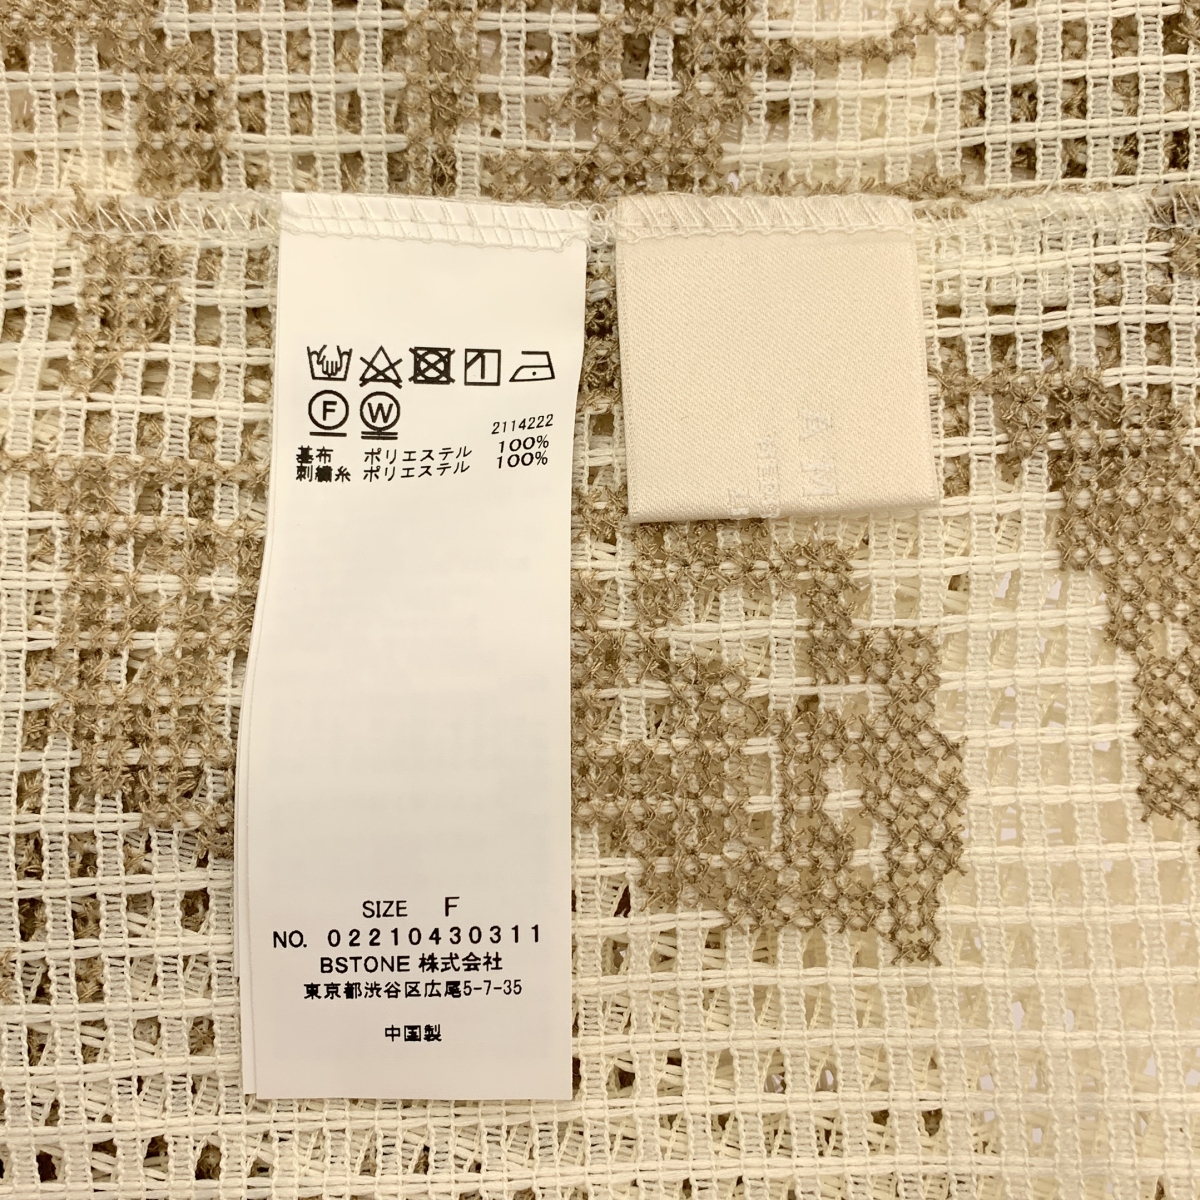 F W
2114222
基布 ポリエステル 100%
刺繍糸 ポリエステル 100%
SIZE F
NO. 02210430311
BSTONE 株式会社
東京都渋谷区広尾5-7-35
中国製